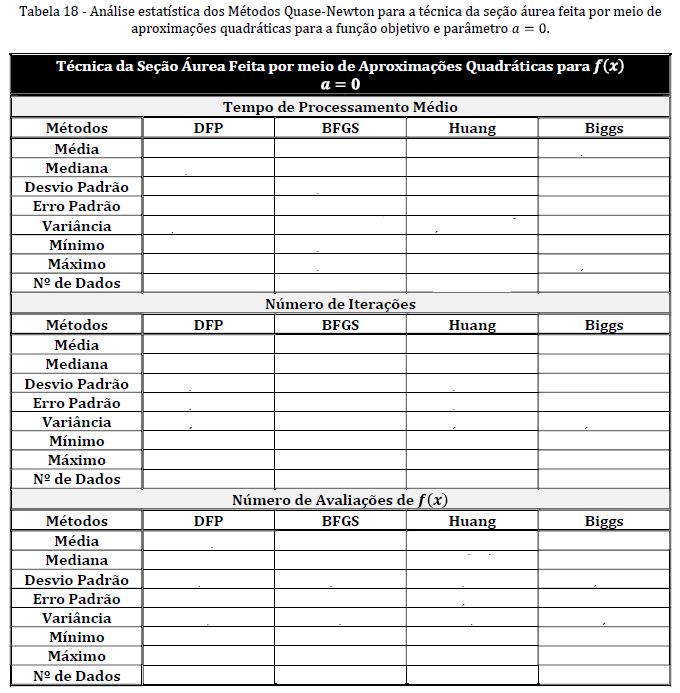 Tabela 18 - Análise estatística dos Métodos Quase-Newton para a técnica da seção áurea feita por meio de
aproximações quadráticas para a função objetivo e parâmetro a = 0.
Técnica da Seção Áurea Feita por meio de Aproximações Quadráticas para f(x)
a = 0
Tempo de Processamento Médio
Métodos DFP BFGS Huang Biggs
Média
Mediana
Desvio Padrão
Erro Padrão
Variância
Mínimo
Máximo
Nº de Dados
Número de Iterações
Métodos DFP BFGS Huang Biggs
Média
Mediana
Desvio Padrão
Erro Padrão
Variância
Mínimo
Máximo
Nº de Dados
Número de Avaliações de f(x)
Métodos DFP BFGS Huang Biggs
Média
Mediana
Desvio Padrão
Erro Padrão
Variância
Mínimo
Máximo
Nº de Dados